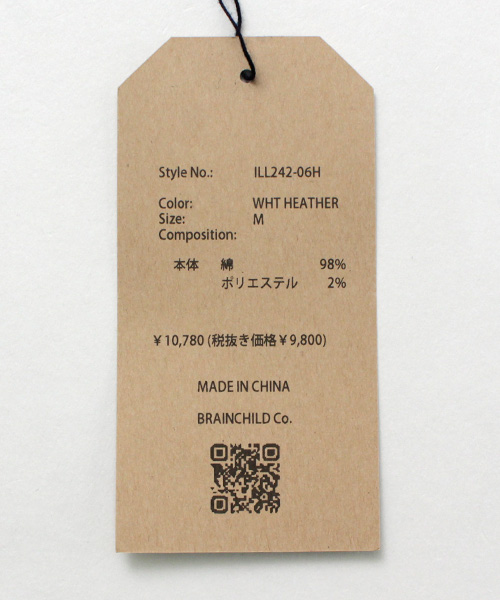 Style No.: ILL242-06H
Color: WHT HEATHER
Size: M
Composition:
本体 綿 98%
ポリエステル 2%
￥10,780 (税抜き価格￥9,800)
MADE IN CHINA
BRAINCHILD Co.